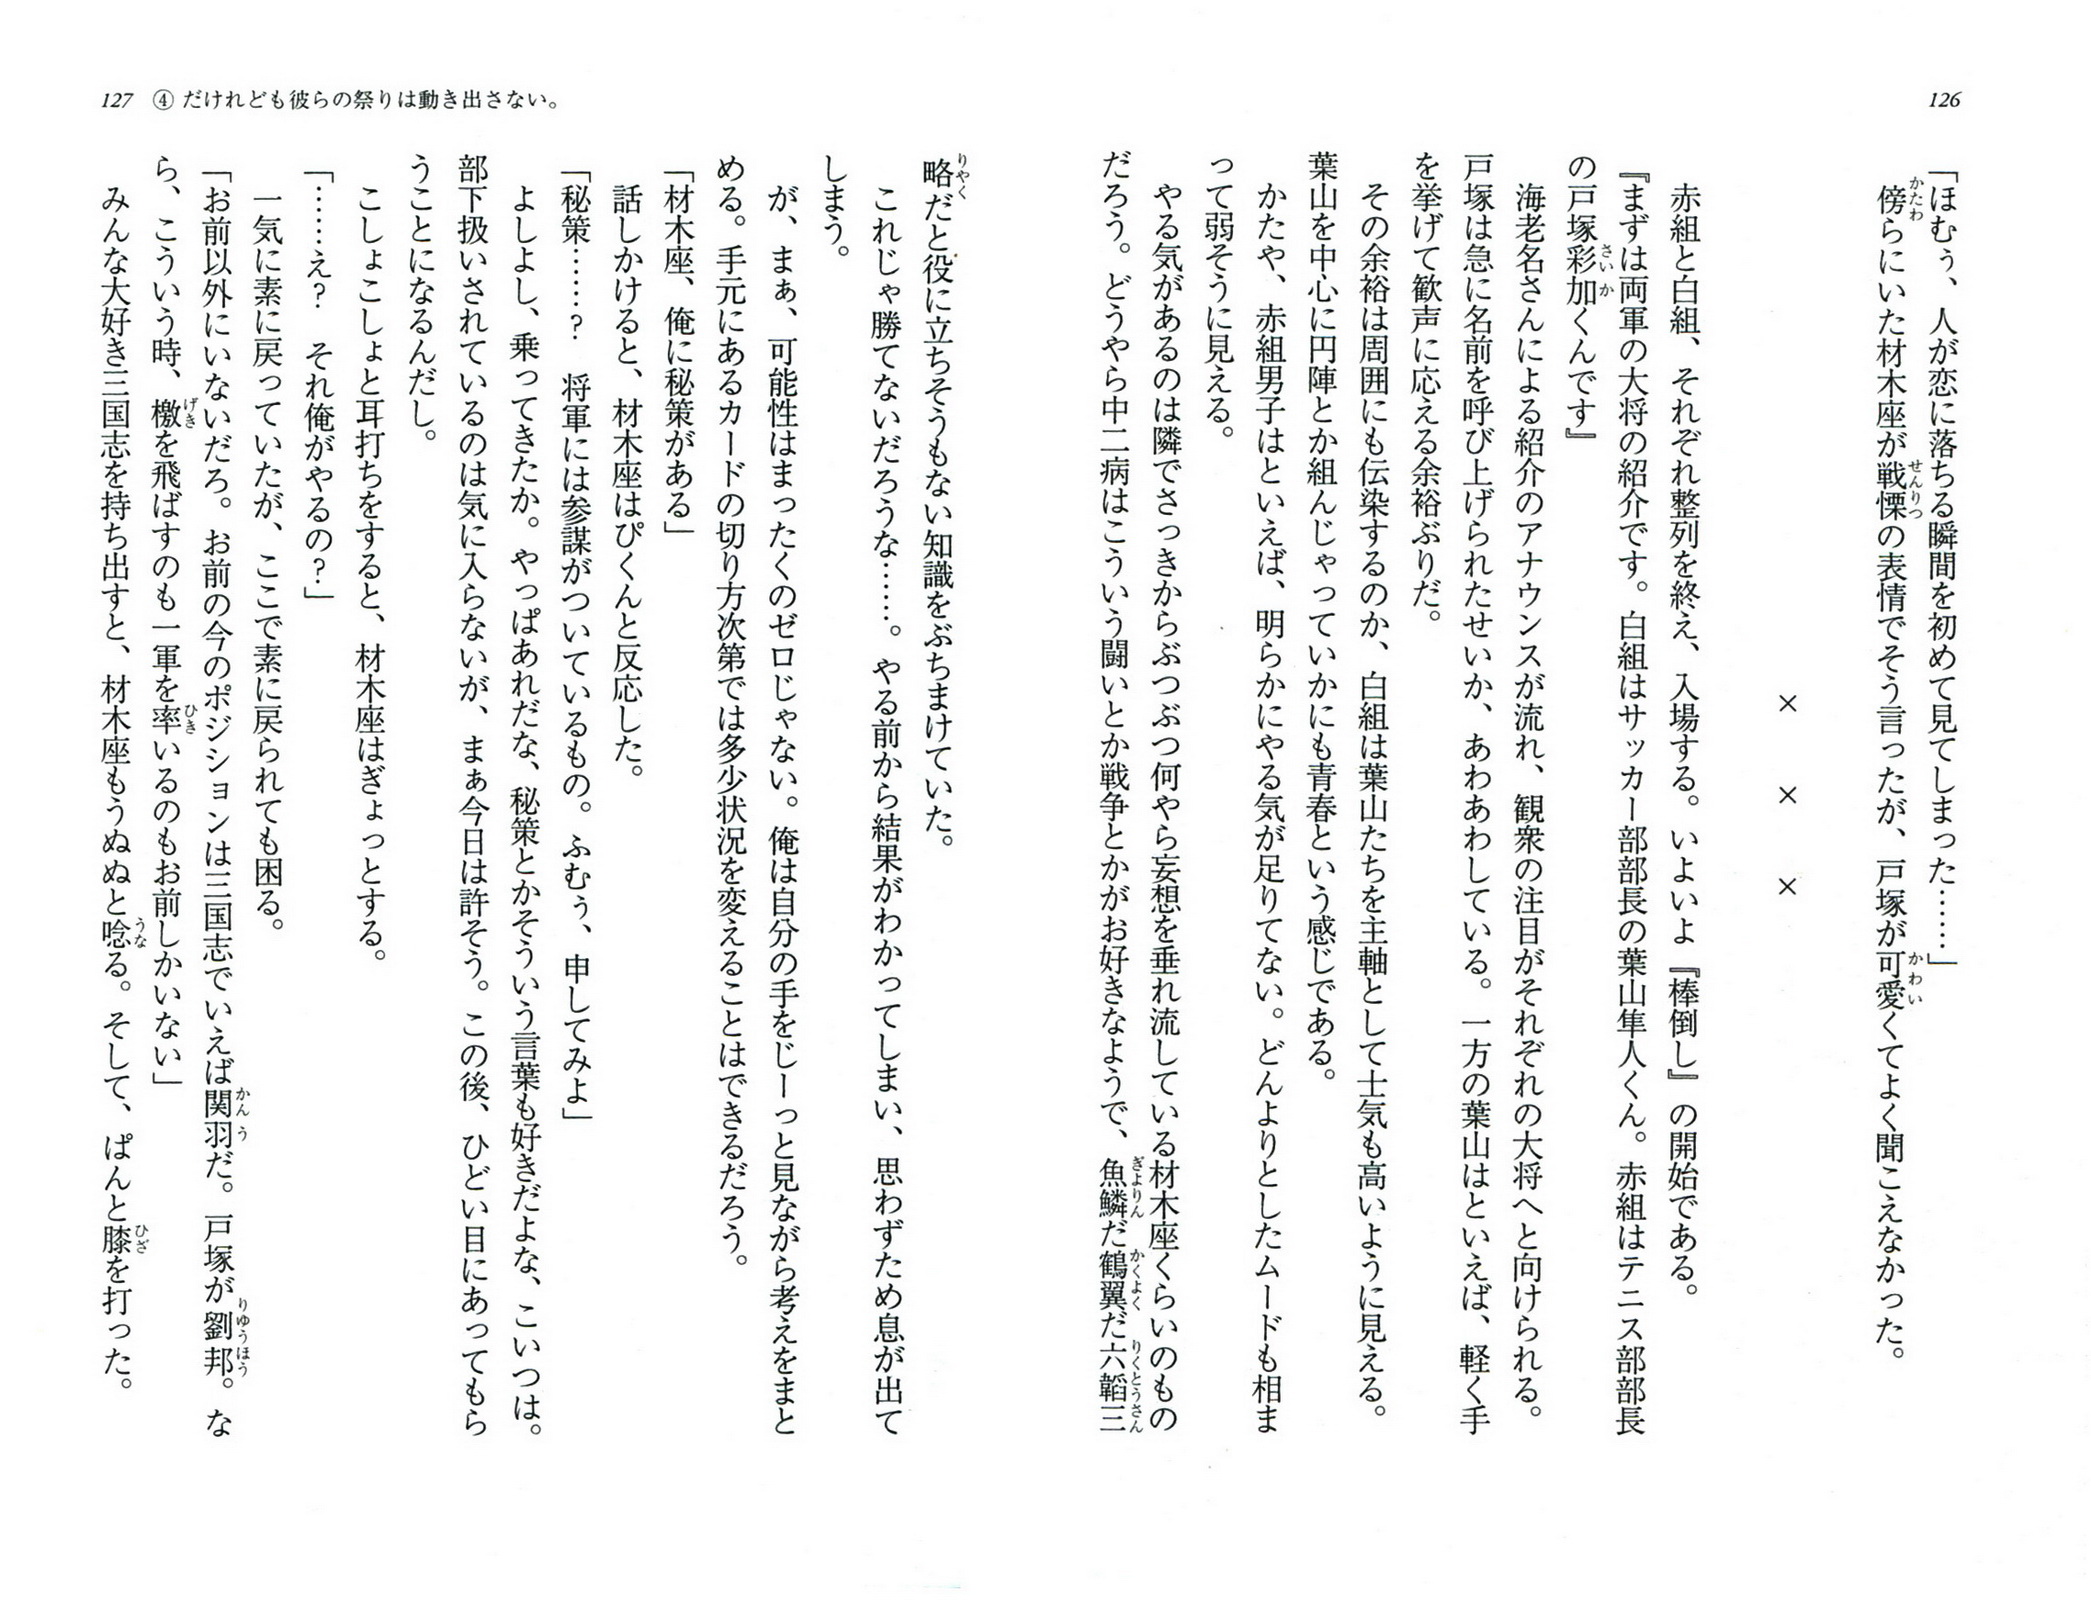 126
「ほむぅ、人が恋に落ちる瞬間を初めて見てしまった……」
傍らにいた材木座が戦慄の表情でそう言ったが、戸塚が可愛くてよく聞こえなかった。
×　×　×
赤組と白組、それぞれ整列を終え、入場する。いよいよ『棒倒し』の開始である。
『まずは両軍の大将の紹介です。白組はサッカー部部長の葉山隼人くん。赤組はテニス部部長
の戸塚彩加くんです』
海老名さんによる紹介のアナウンスが流れ、観衆の注目がそれぞれの大将へと向けられる。
戸塚は急に名前を呼び上げられたせいか、あわあわしている。一方の葉山はといえば、軽く手
を挙げて歓声に応える余裕ぶりだ。
その余裕は周囲にも伝染するのか、白組は葉山たちを主軸として士気も高いように見える。
葉山を中心に円陣とか組んじゃっていかにも青春という感じである。
かたや、赤組男子はといえば、明らかにやる気が足りてない。どんよりとしたムードも相ま
って弱そうに見える。
やる気があるのは隣でさっきからぶつぶつ何やら妄想を垂れ流している材木座くらいのもの
だろう。どうやら中二病はこういう闘いとか戦争とかがお好きなようで、魚鱗だ鶴翼だ六韜三
127　④ だけれども彼らの祭りは動き出さない。
略だと役に立ちそうもない知識をぶちまけていた。
これじゃ勝てないだろうな……。やる前から結果がわかってしまい、思わずため息が出て
しまう。
が、まぁ、可能性はまったくのゼロじゃない。俺は自分の手をじーっと見ながら考えをまと
める。手元にあるカードの切り方次第では多少状況を変えることはできるだろう。
「材木座、俺に秘策がある」
話しかけると、材木座はぴくんと反応した。
「秘策……？　将軍には参謀がついているもの。ふむぅ、申してみよ」
よしよし、乗ってきたか。やっぱあれだな、秘策とかそういう言葉も好きだよな、こいつは。
部下扱いされているのは気に入らないが、まぁ今日は許そう。この後、ひどい目にあってもら
うことになるんだし。
こしょこしょと耳打ちをすると、材木座はぎょっとする。
「……え？　それ俺がやるの？」
一気に素に戻っていたが、ここで素に戻られても困る。
「お前以外にいないだろ。お前の今のポジションは三国志でいえば関羽だ。戸塚が劉邦。な
ら、こういう時、檄を飛ばすのも一軍を率いるのもお前しかいない」
みんな大好き三国志を持ち出すと、材木座もうぬぬと唸る。そして、ぱんと膝を打った。